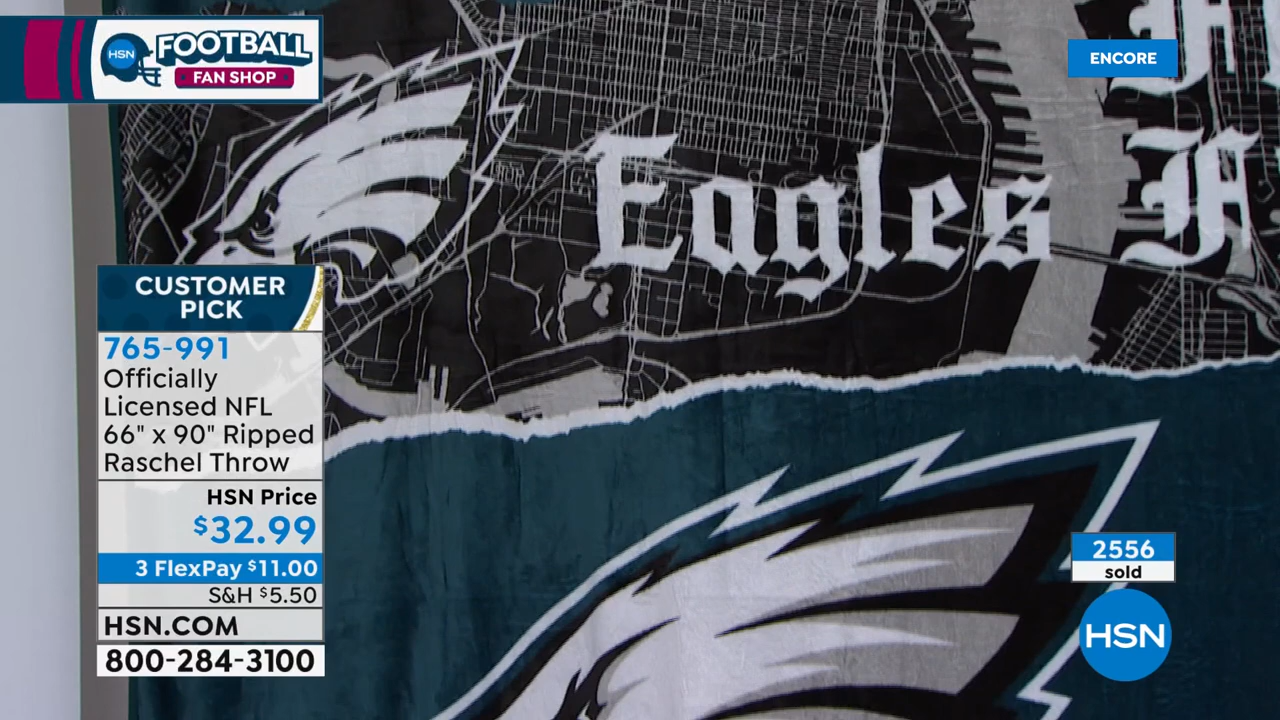 HSN
FOOTBALL
FAN SHOP
ENCORE
Eagles
CUSTOMER
PICK
765-991
Officially
Licensed NFL
66" x 90" Ripped
Raschel Throw
HSN Price
$32.99
3 FlexPay $11.00
S&H $5.50
HSN.COM
800-284-3100
2556
sold
HSN